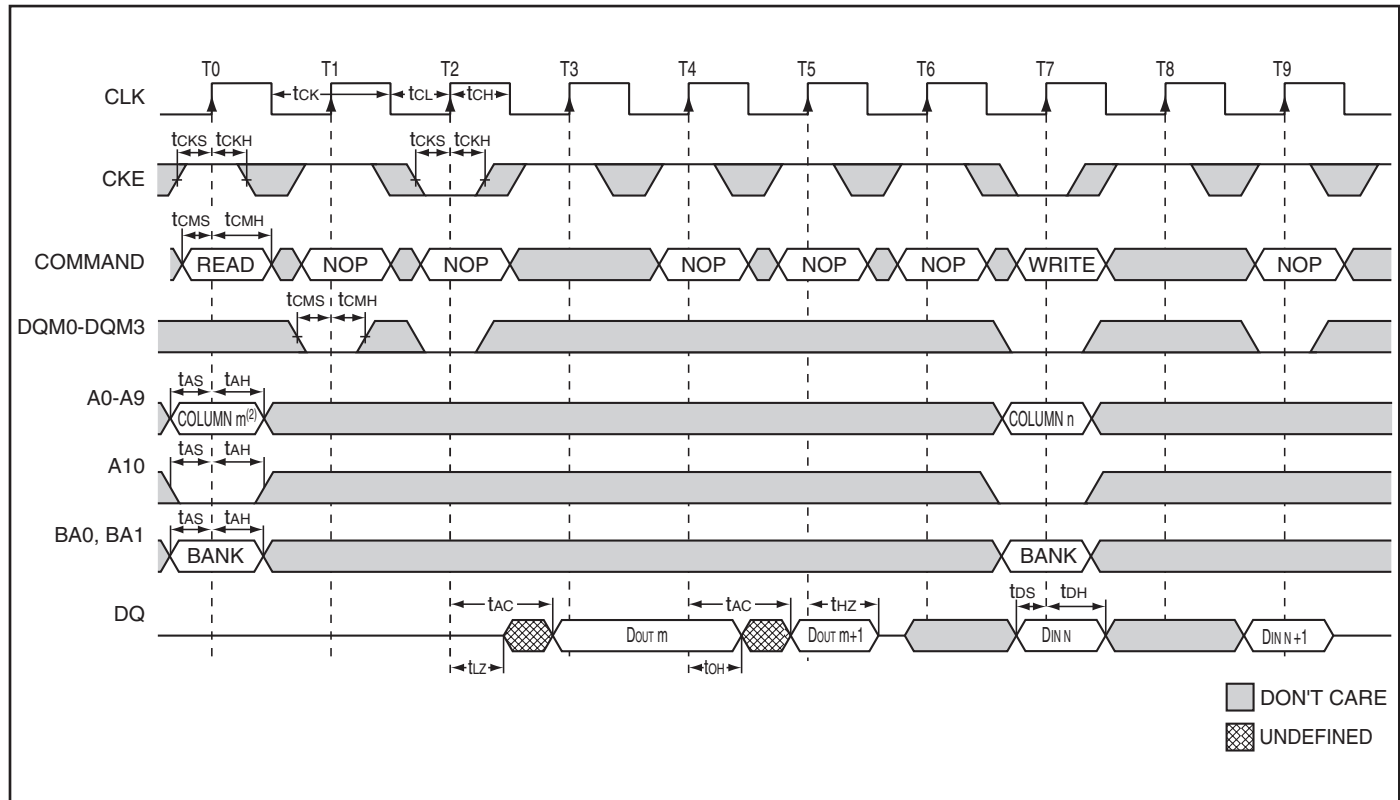 T0 T1 T2 T3 T4 T5 T6 T7 T8 T9
CLK tCK tCL tCH
tCKS tCKH tCKS tCKH
CKE
tCMS tCMH
COMMAND READ NOP NOP NOP NOP NOP WRITE NOP
tCMS tCMH
DQM0-DQM3
tAS tAH
A0-A9 COLUMN m(2) COLUMN n
tAS tAH
A10
tAS tAH
BA0, BA1 BANK BANK
tAC tAC tHZ tDS tDH
DQ DOUT m DOUT m+1 DIN N DIN N+1
tLZ tOH
DON'T CARE
UNDEFINED